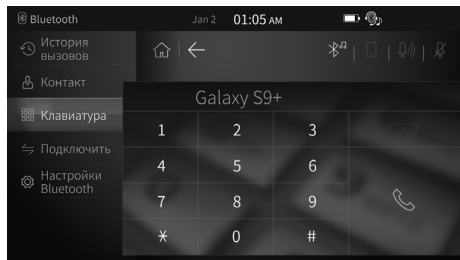 Bluetooth
Jan 2 01:05 AM
История
вызовов
Контакт
Клавиатура
Подключить
Настройки
Bluetooth
Galaxy S9+
1 2 3
4 5 6
7 8 9
* 0 #